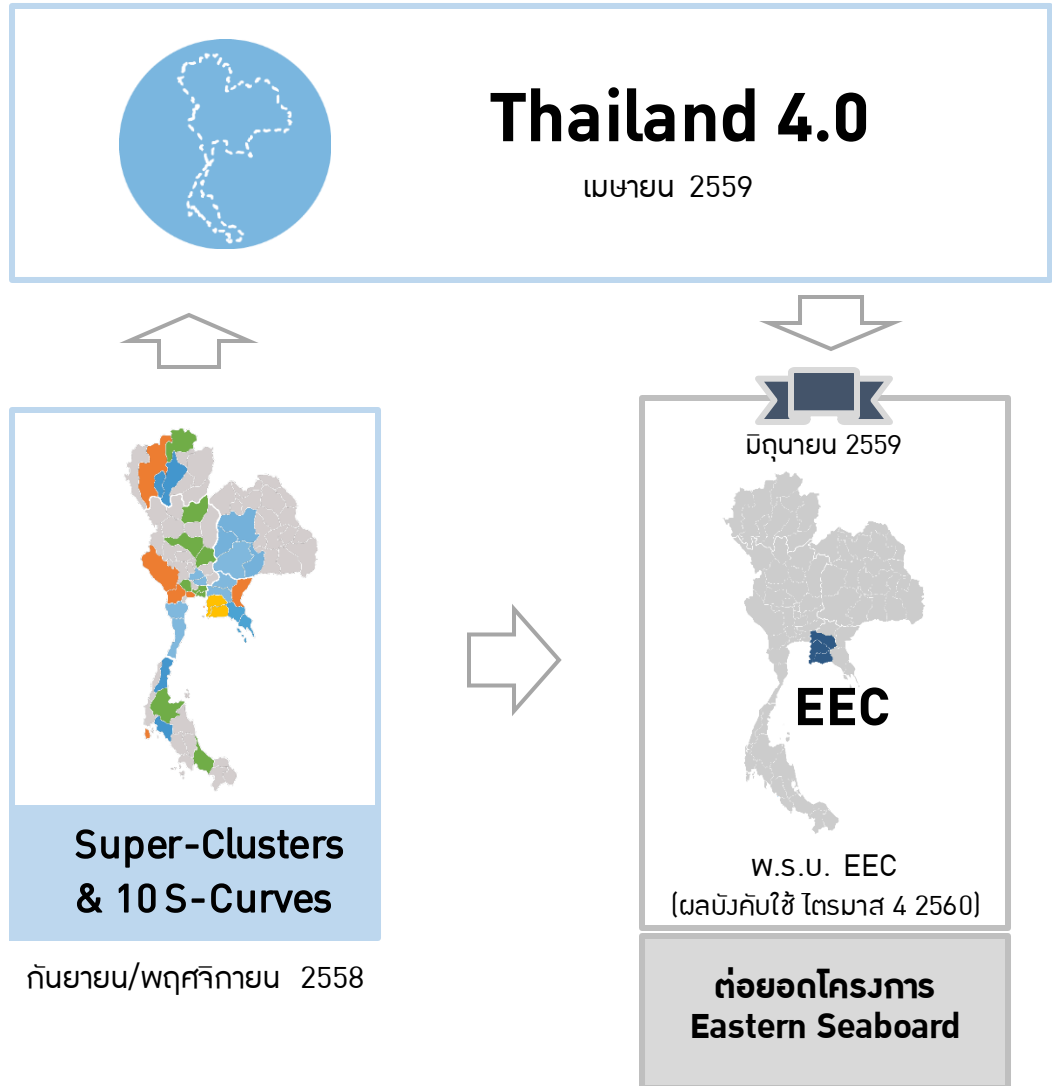 Thailand 4.0
เมษายน 2559
Super-Clusters
& 10 S-Curves
กันยายน/พฤศจิกายน 2558
มิถุนายน 2559
EEC
พ.ร.บ. EEC
(ผลบังคับใช้ ไตรมาส 4 2560)
ต่อยอดโครงการ
Eastern Seaboard